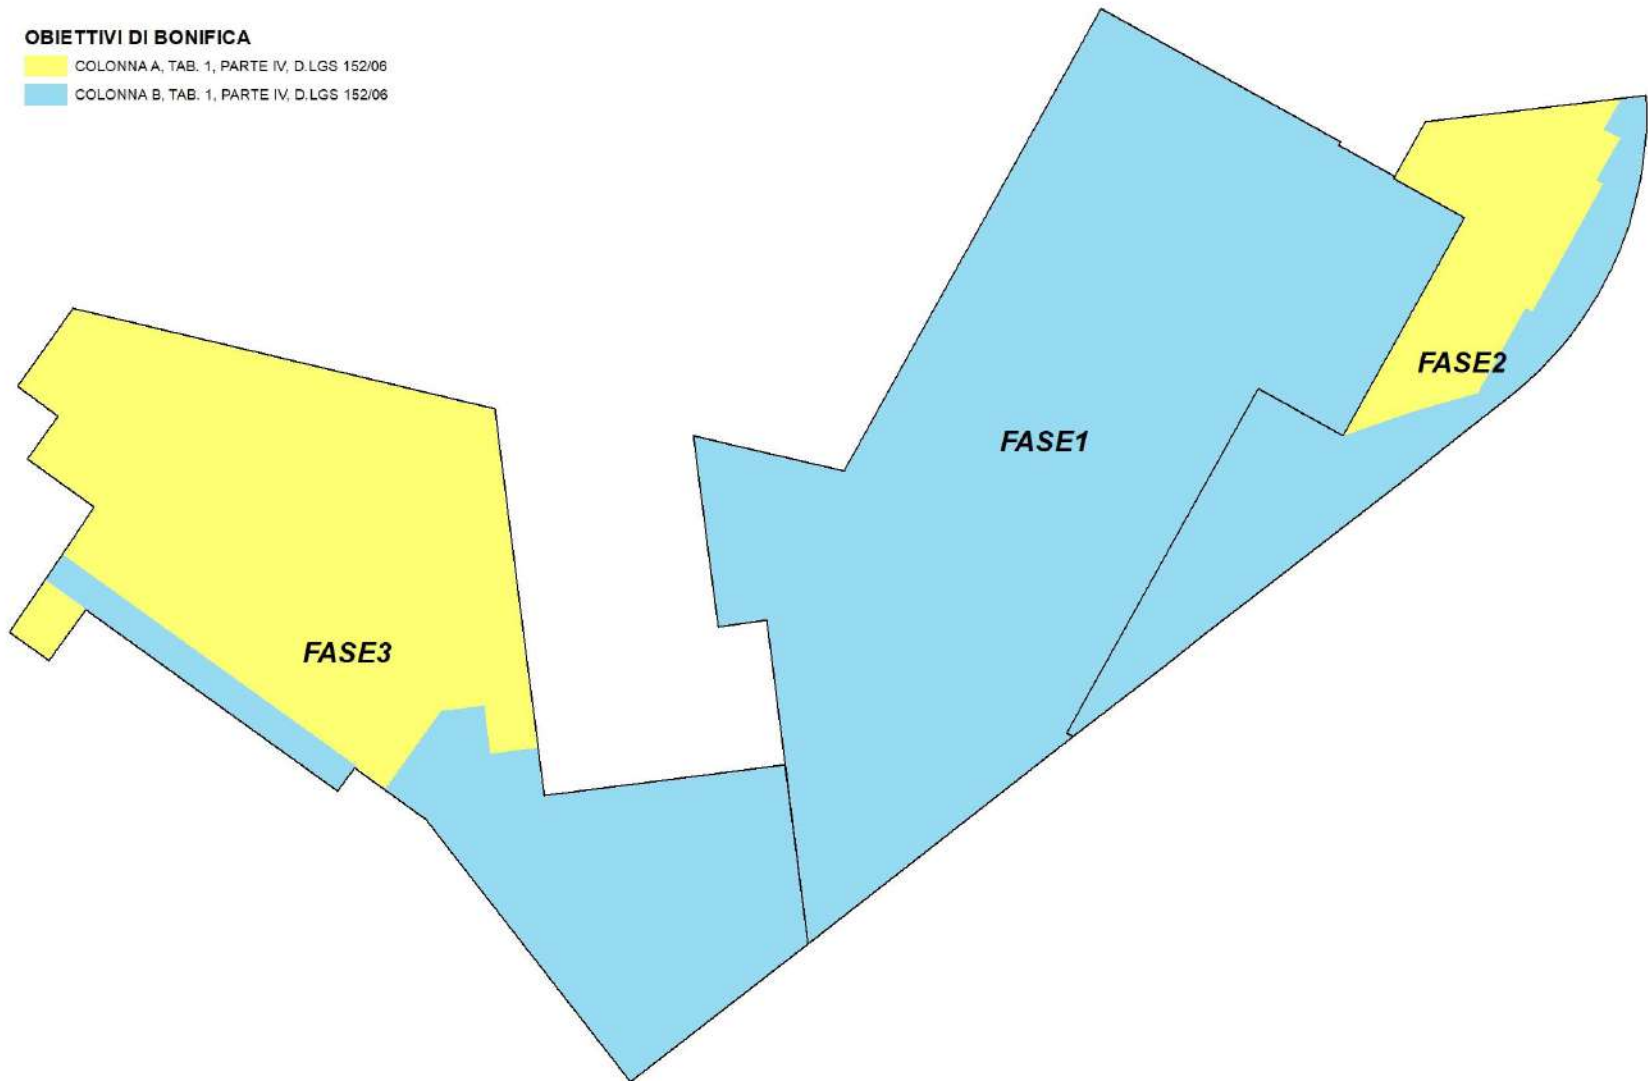 OBIETTIVI DI BONIFICA
COLONNA A, TAB. 1, PARTE IV, D.LGS 152/06
COLONNA B, TAB. 1, PARTE IV, D.LGS 152/06
FASE2
FASE1
FASE3